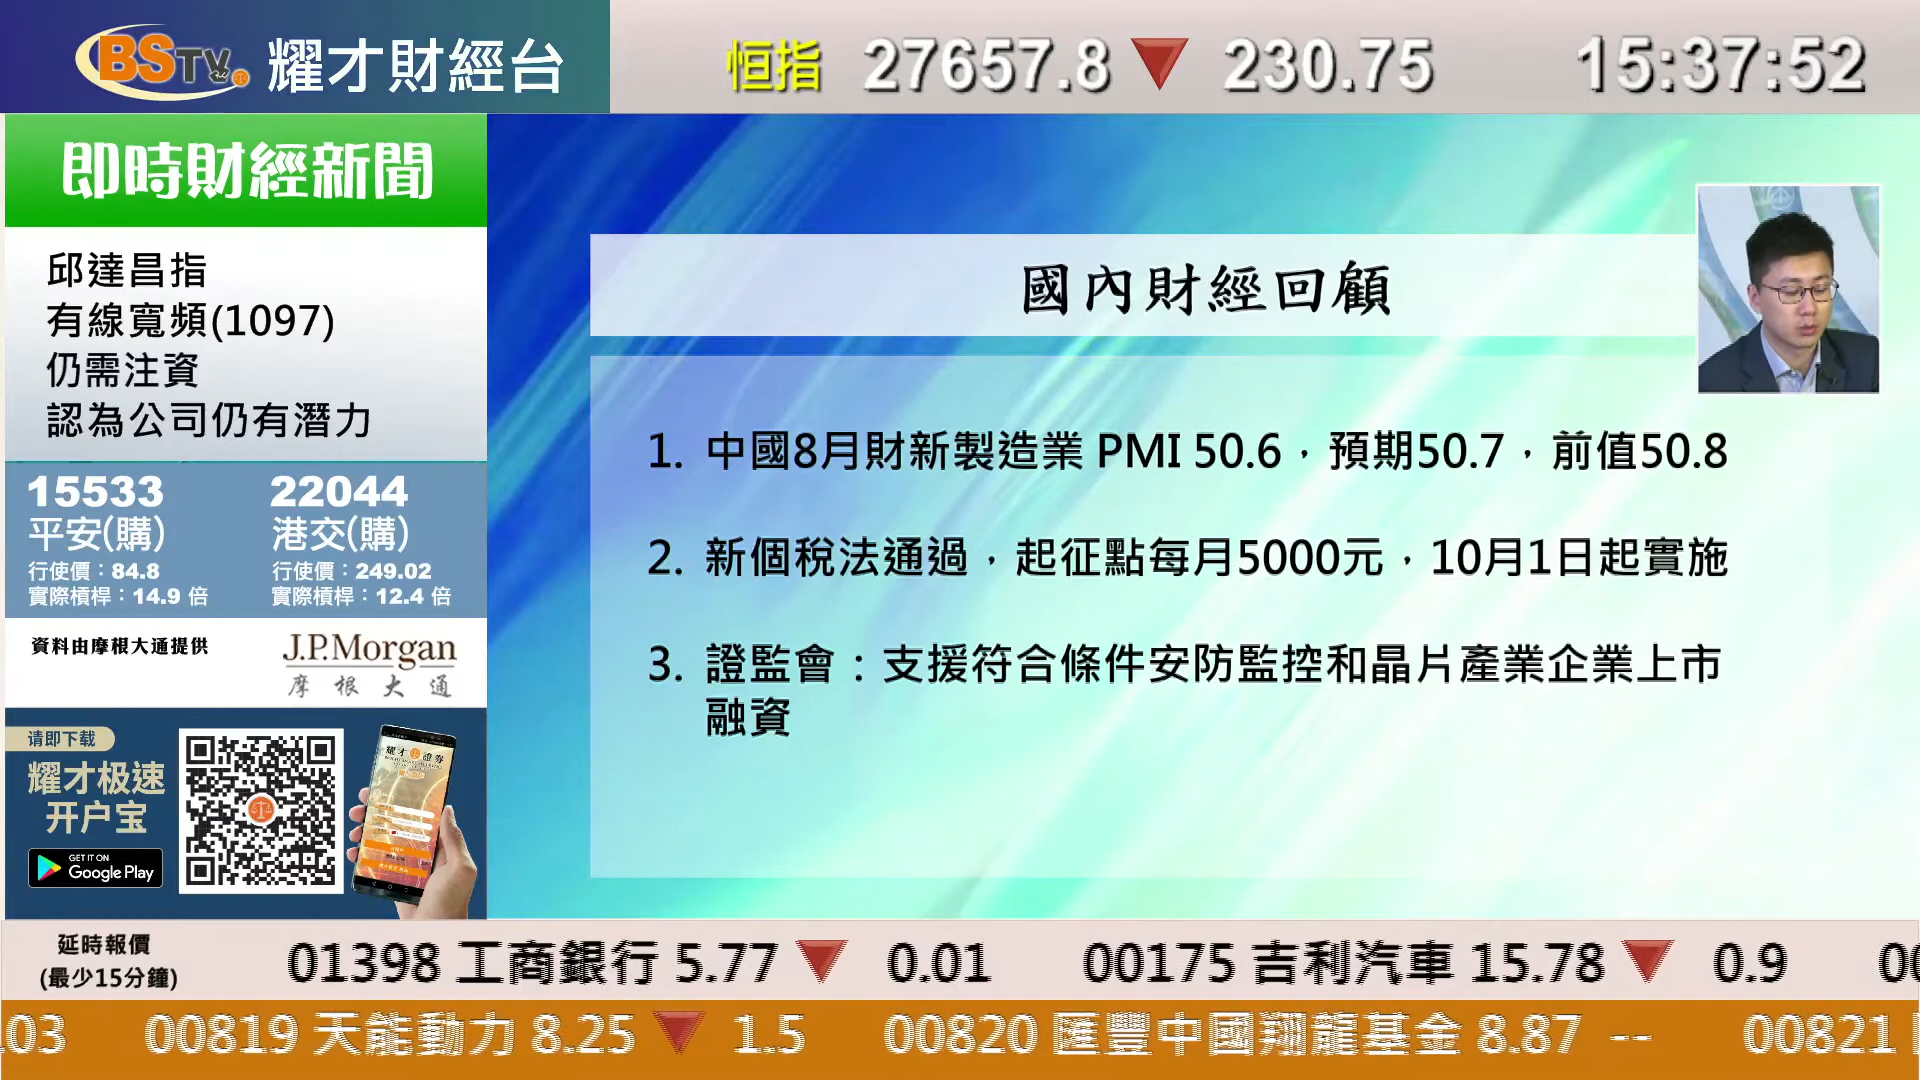 BSTV 耀才財經台
恒指 27657.8 ▼ 230.75 15:37:52
即時財經新聞
邱達昌指
有線寬頻(1097)
仍需注資
認為公司仍有潛力
15533
平安(購)
行使價：84.8
實際槓桿：14.9 倍
22044
港交(購)
行使價：249.02
實際槓桿：12.4 倍
資料由摩根大通提供
J.P.Morgan
摩根大通
请即下载
耀才极速
开户宝
GET IT ON
Google Play
耀才證券
國內財經回顧
1. 中國8月財新製造業 PMI 50.6，預期50.7，前值50.8
2. 新個稅法通過，起征點每月5000元，10月1日起實施
3. 證監會：支援符合條件安防監控和晶片產業企業上市
融資
延時報價
(最少15分鐘)
01398 工商銀行 5.77 ▼ 0.01 00175 吉利汽車 15.78 ▼ 0.9 00
.03 00819 天能動力 8.25 ▼ 1.5 00820 匯豐中國翔龍基金 8.87 -- 00821